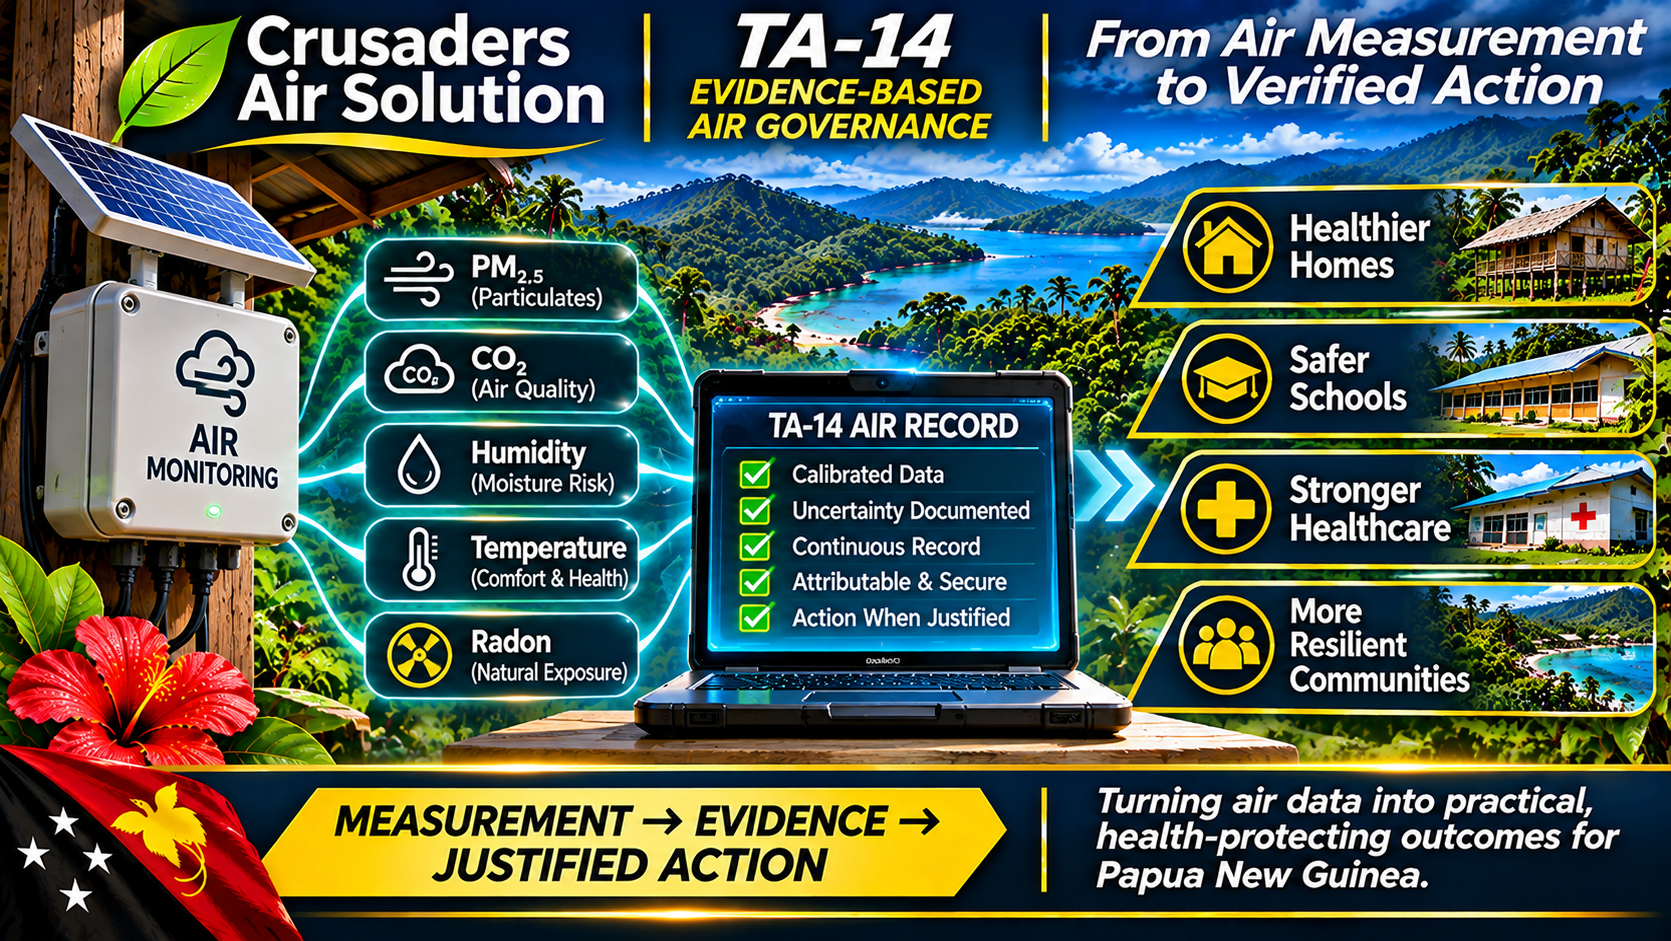 Crusaders
Air Solution
TA-14
EVIDENCE-BASED
AIR GOVERNANCE
From Air Measurement
to Verified Action
AIR
MONITORING
PM2.5
(Particulates)
CO2
CO2
(Air Quality)
Humidity
(Moisture Risk)
Temperature
(Comfort & Health)
Radon
(Natural Exposure)
TA-14 AIR RECORD
Calibrated Data
Uncertainty Documented
Continuous Record
Attributable & Secure
Action When Justified
Healthier
Homes
Safer
Schools
Stronger
Healthcare
More
Resilient
Communities
MEASUREMENT → EVIDENCE →
JUSTIFIED ACTION
Turning air data into practical,
health-protecting outcomes for
Papua New Guinea.